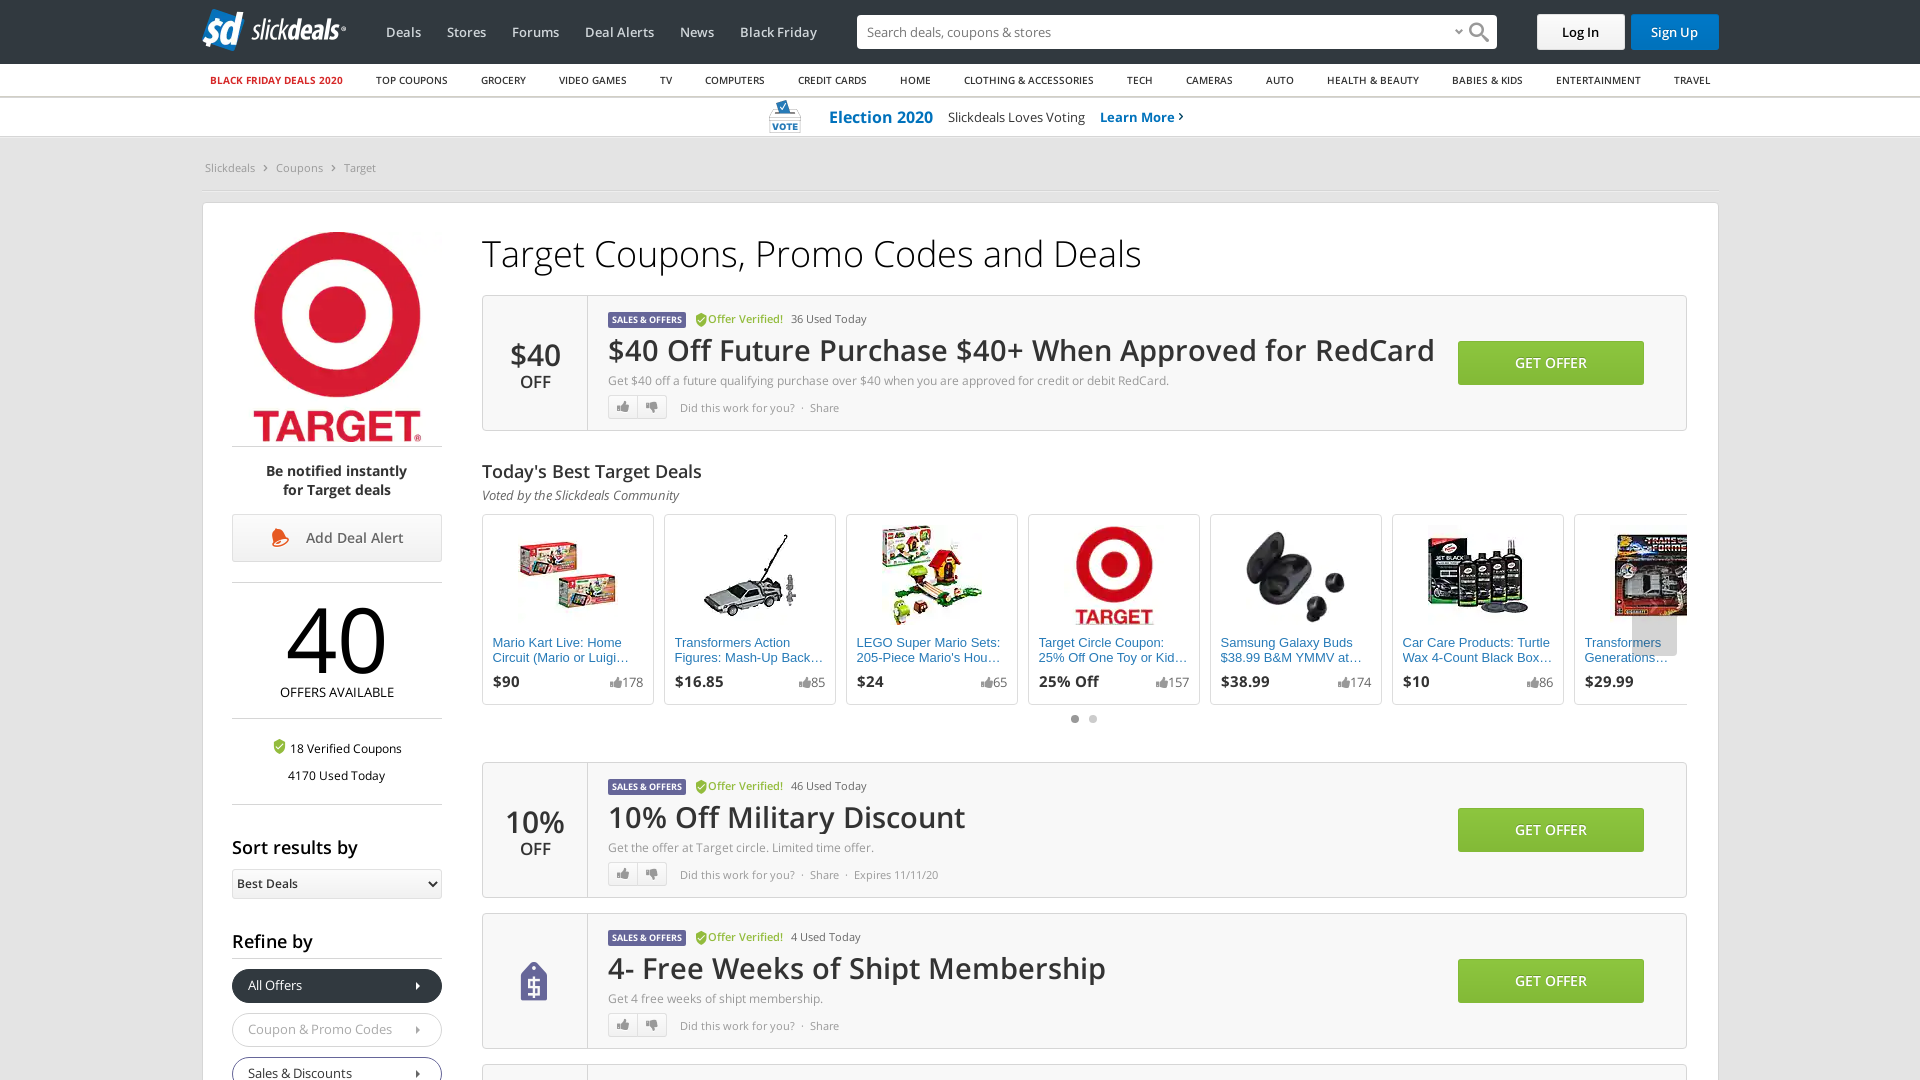 slickdeals
Deals Stores Forums Deal Alerts News Black Friday
Search deals, coupons & stores
Log In Sign Up
BLACK FRIDAY DEALS 2020 TOP COUPONS GROCERY VIDEO GAMES TV COMPUTERS CREDIT CARDS HOME CLOTHING & ACCESSORIES TECH CAMERAS AUTO HEALTH & BEAUTY BABIES & KIDS ENTERTAINMENT TRAVEL
VOTE Election 2020 Slickdeals Loves Voting Learn More
Slickdeals Coupons Target
TARGET
Be notified instantly
for Target deals
Add Deal Alert
40
OFFERS AVAILABLE
18 Verified Coupons
4170 Used Today
Sort results by
Best Deals
Refine by
All Offers
Coupon & Promo Codes
Sales & Discounts
Target Coupons, Promo Codes and Deals
$40
OFF
SALES & OFFERS Offer Verified! 36 Used Today
$40 Off Future Purchase $40+ When Approved for RedCard
Get $40 off a future qualifying purchase over $40 when you are approved for credit or debit RedCard.
Did this work for you? · Share
GET OFFER
Today's Best Target Deals
Voted by the Slickdeals Community
Mario Kart Live: Home
Circuit (Mario or Luigi…
$90 178
Transformers Action
Figures: Mash-Up Back…
$16.85 85
LEGO Super Mario Sets:
205-Piece Mario's Hou…
$24 65
TARGET
Target Circle Coupon:
25% Off One Toy or Kid…
25% Off 157
Samsung Galaxy Buds
$38.99 B&M YMMV at…
$38.99 174
JET BLACK
Car Care Products: Turtle
Wax 4-Count Black Box…
$10 86
Transformers
Generations…
$29.99
10%
OFF
SALES & OFFERS Offer Verified! 46 Used Today
10% Off Military Discount
Get the offer at Target circle. Limited time offer.
Did this work for you? · Share · Expires 11/11/20
GET OFFER
SALES & OFFERS Offer Verified! 4 Used Today
4- Free Weeks of Shipt Membership
Get 4 free weeks of shipt membership.
Did this work for you? · Share
GET OFFER